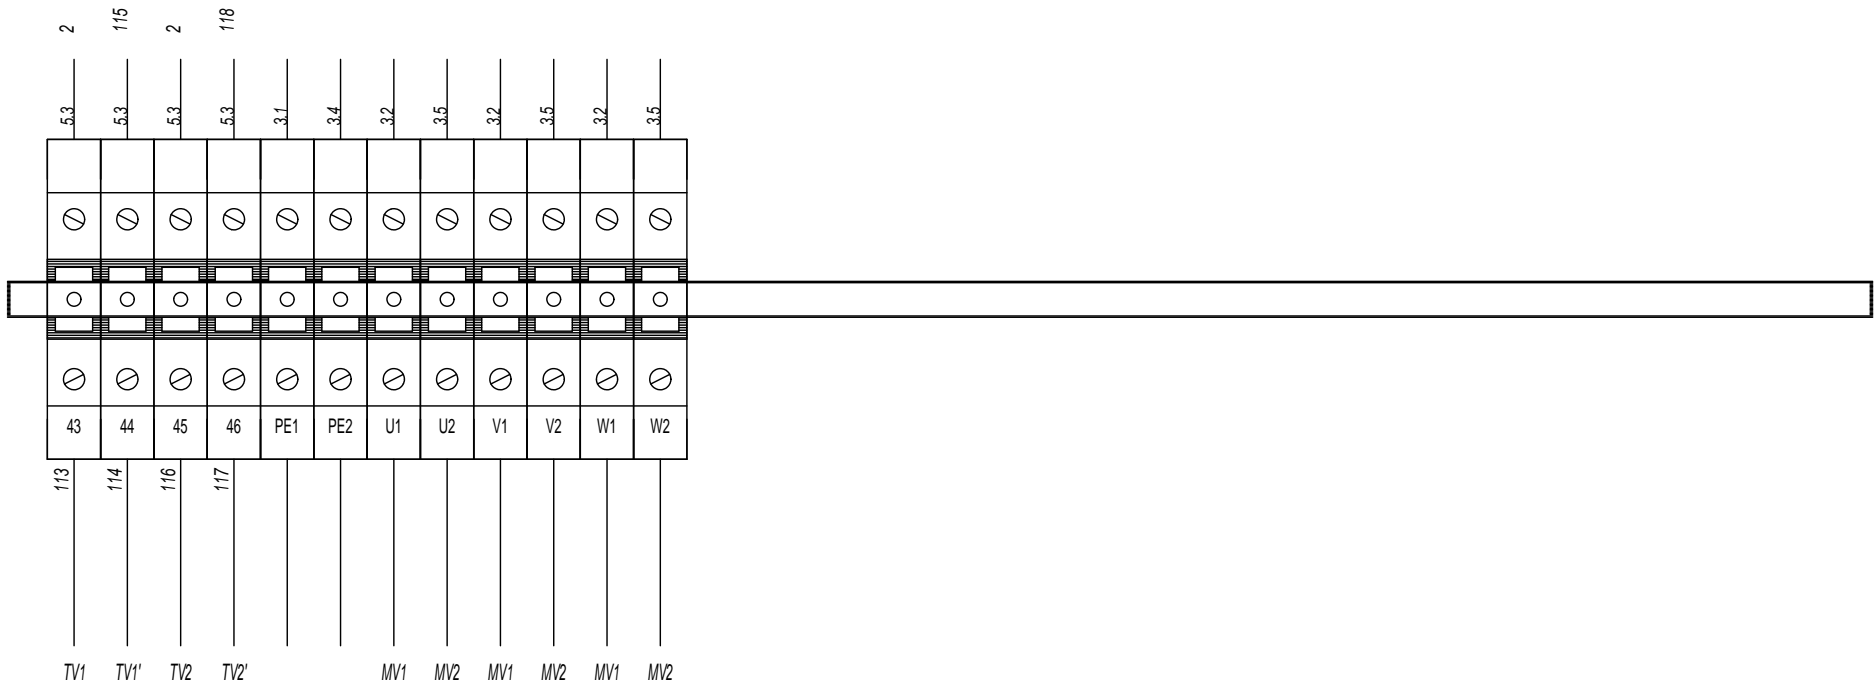 2 115 2 118
5.3 5.3 5.3 5.3 3.1 3.4 3.2 3.5 3.2 3.5 3.2 3.5
43 44 45 46 PE1 PE2 U1 U2 V1 V2 W1 W2
113 114 116 117
TV1 TV1' TV2 TV2' MV1 MV2 MV1 MV2 MV1 MV2